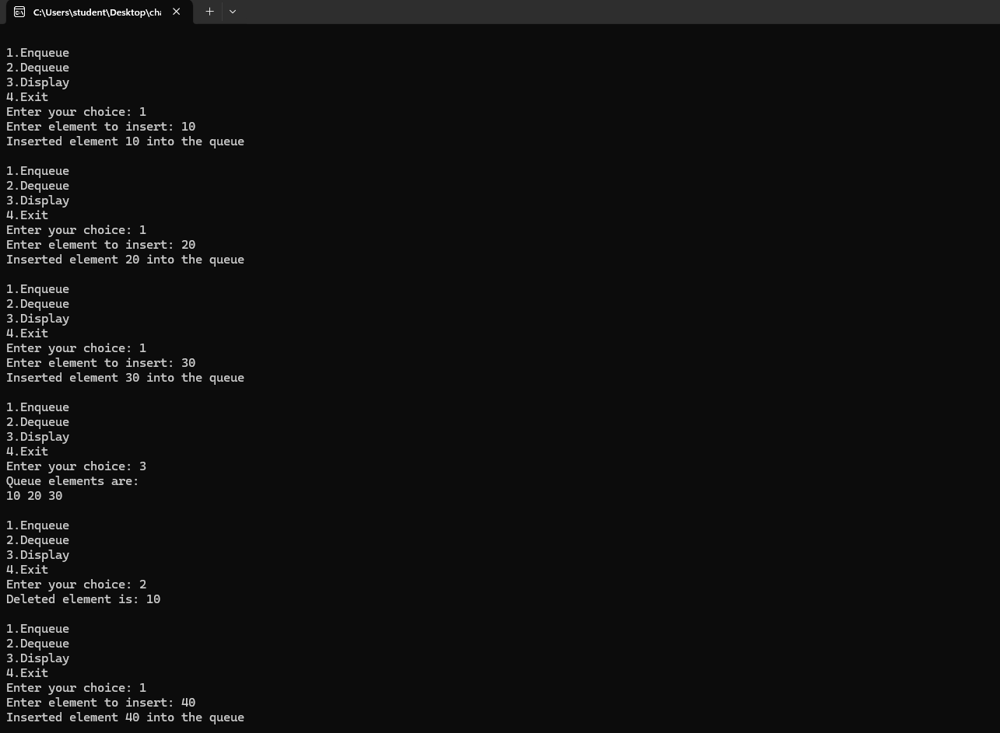 C:\Users\student\Desktop\cha
1.Enqueue
2.Dequeue
3.Display
4.Exit
Enter your choice: 1
Enter element to insert: 10
Inserted element 10 into the queue
1.Enqueue
2.Dequeue
3.Display
4.Exit
Enter your choice: 1
Enter element to insert: 20
Inserted element 20 into the queue
1.Enqueue
2.Dequeue
3.Display
4.Exit
Enter your choice: 1
Enter element to insert: 30
Inserted element 30 into the queue
1.Enqueue
2.Dequeue
3.Display
4.Exit
Enter your choice: 3
Queue elements are:
10 20 30
1.Enqueue
2.Dequeue
3.Display
4.Exit
Enter your choice: 2
Deleted element is: 10
1.Enqueue
2.Dequeue
3.Display
4.Exit
Enter your choice: 1
Enter element to insert: 40
Inserted element 40 into the queue